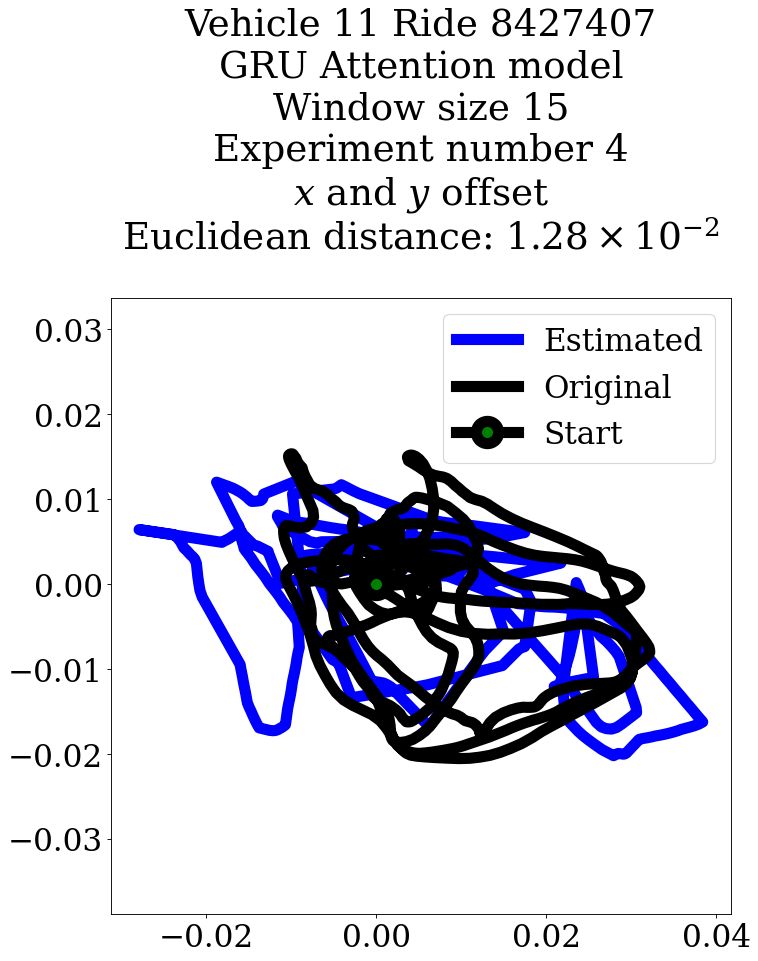 Vehicle 11 Ride 8427407
GRU Attention model
Window size 15
Experiment number 4
x and y offset
Euclidean distance: 1.28 × 10⁻²
Estimated
Original
Start
0.03
0.02
0.01
0.00
−0.01
−0.02
−0.03
−0.02 0.00 0.02 0.04